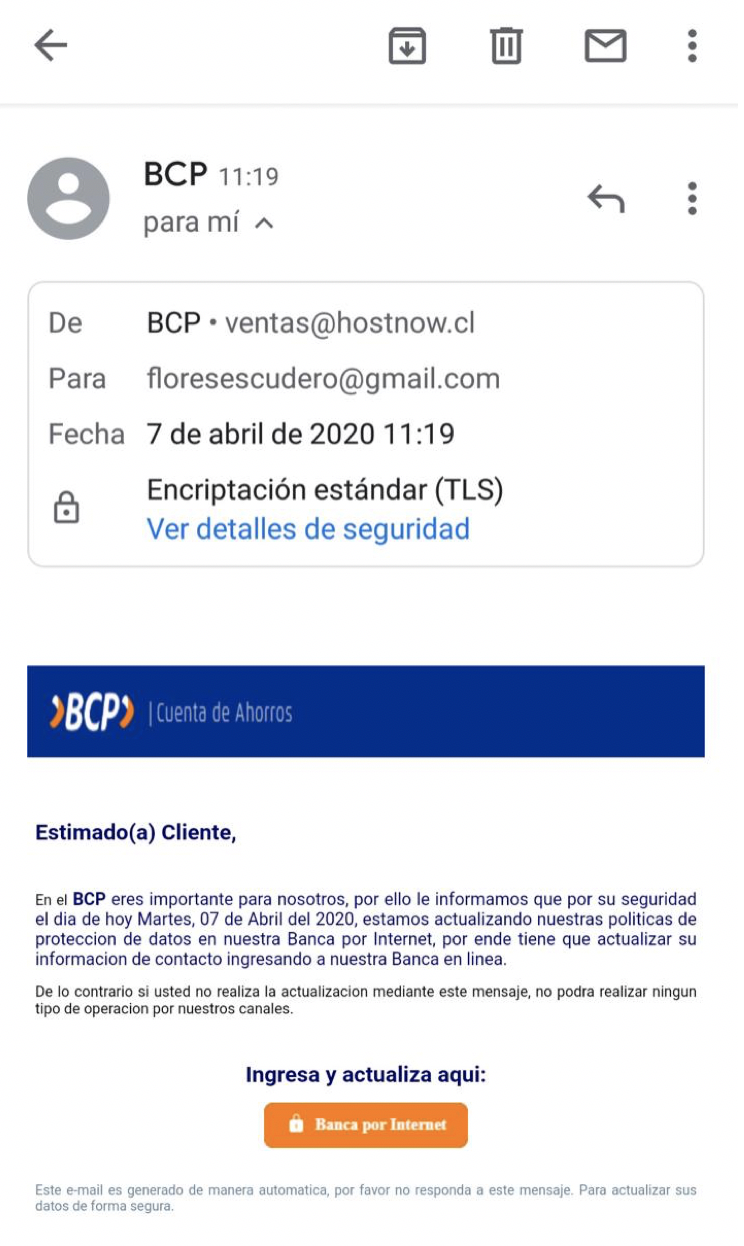 BCP 11:19
para mí
De BCP • ventas@hostnow.cl
Para floresescudero@gmail.com
Fecha 7 de abril de 2020 11:19
Encriptación estándar (TLS)
Ver detalles de seguridad
BCP | Cuenta de Ahorros
Estimado(a) Cliente,
En el BCP eres importante para nosotros, por ello le informamos que por su seguridad
el dia de hoy Martes, 07 de Abril del 2020, estamos actualizando nuestras politicas de
proteccion de datos en nuestra Banca por Internet, por ende tiene que actualizar su
informacion de contacto ingresando a nuestra Banca en linea.
De lo contrario si usted no realiza la actualizacion mediante este mensaje, no podra realizar ningun
tipo de operacion por nuestros canales.
Ingresa y actualiza aqui:
Banca por Internet
Este e-mail es generado de manera automatica, por favor no responda a este mensaje. Para actualizar sus
datos de forma segura.